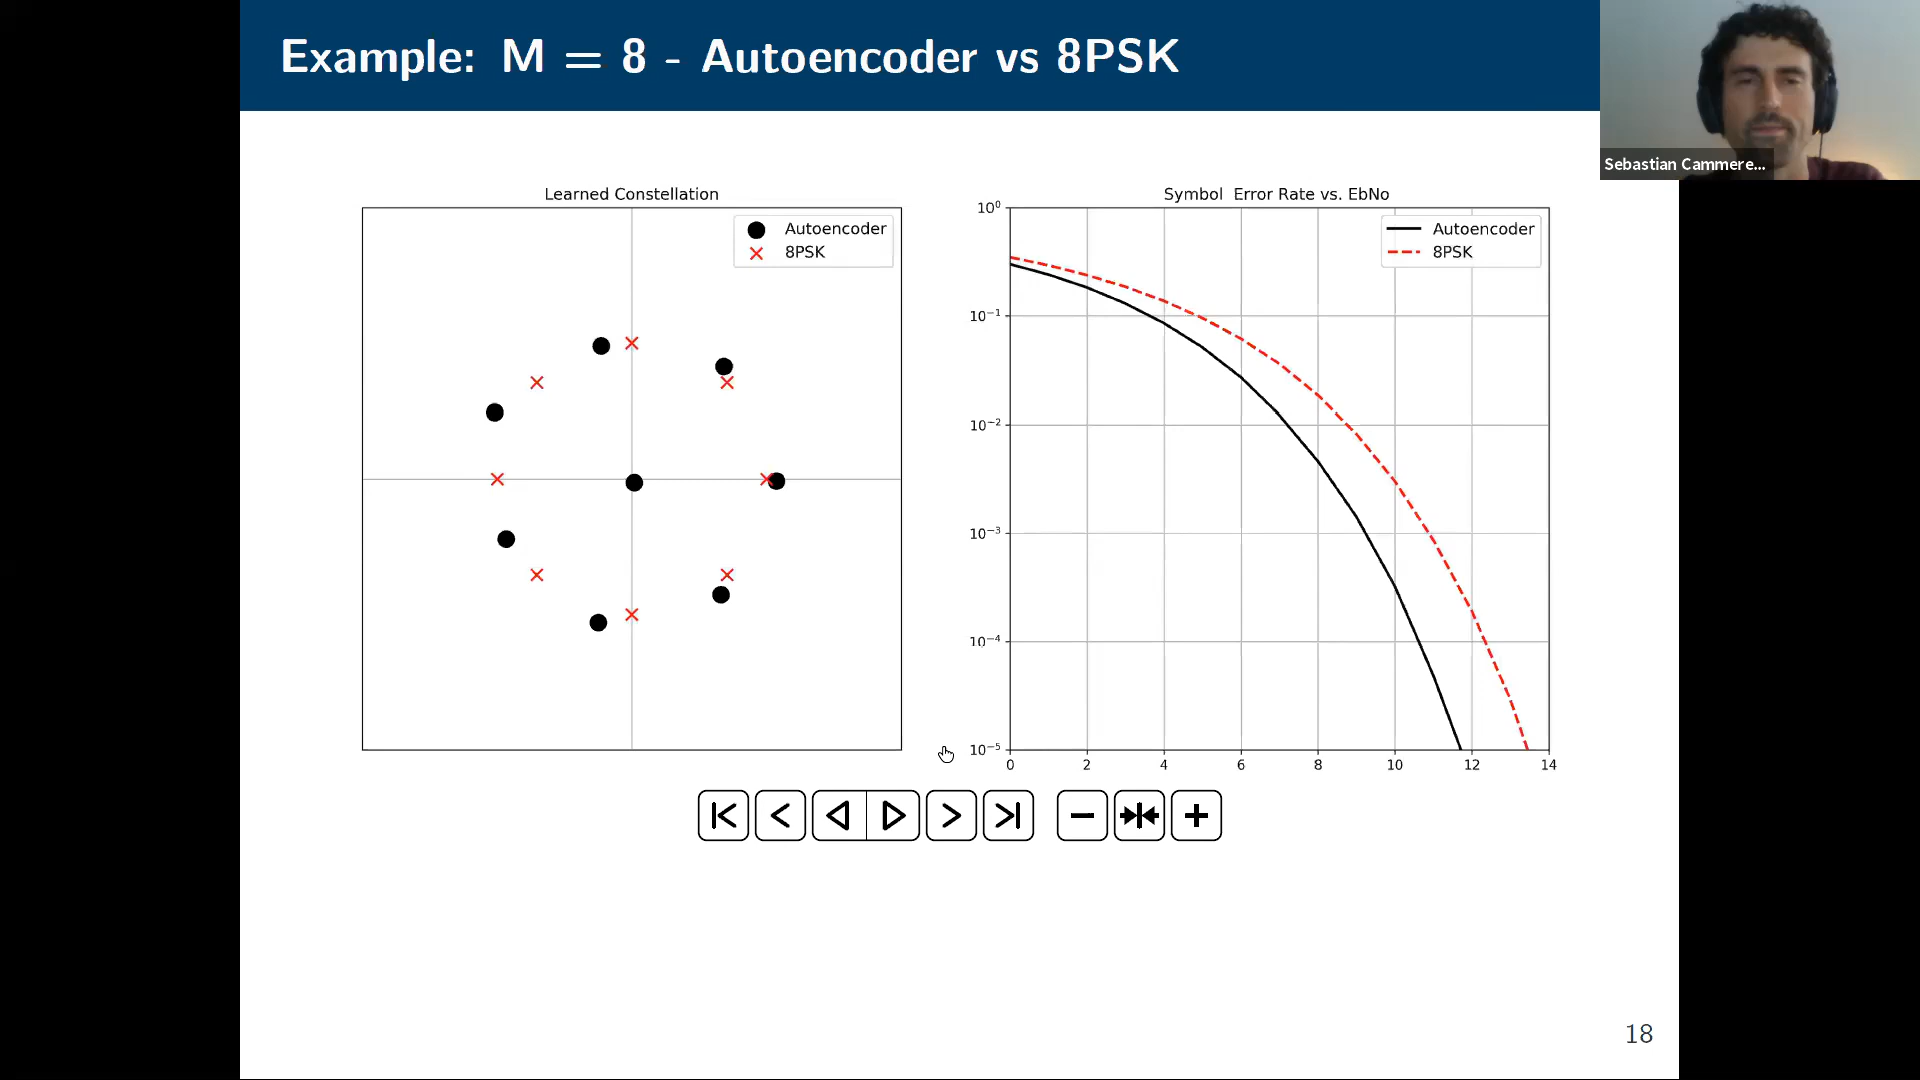 Example: M = 8 - Autoencoder vs 8PSK
Sebastian Cammere...
Learned Constellation
Autoencoder
8PSK
Symbol Error Rate vs. EbNo
Autoencoder
8PSK
10⁰
10⁻¹
10⁻²
10⁻³
10⁻⁴
10⁻⁵
0 2 4 6 8 10 12 14
18